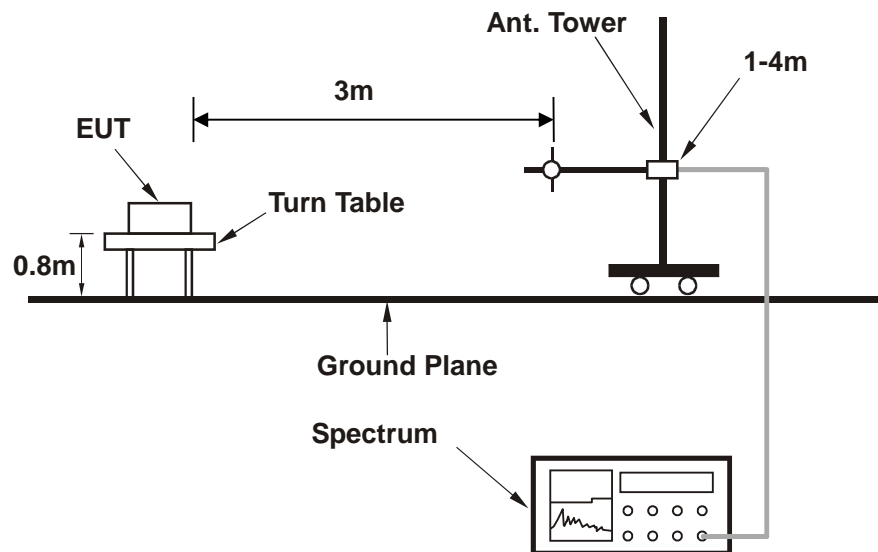 Ant. Tower
1-4m
3m
EUT
Turn Table
0.8m
Ground Plane
Spectrum